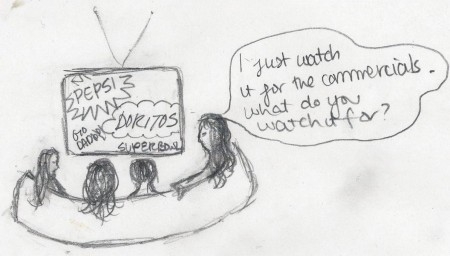 PEPSI
GO
DADDY
DORITOS
SUPERBOWL
I just watch
it for the commercials.
what do you
watch it for?